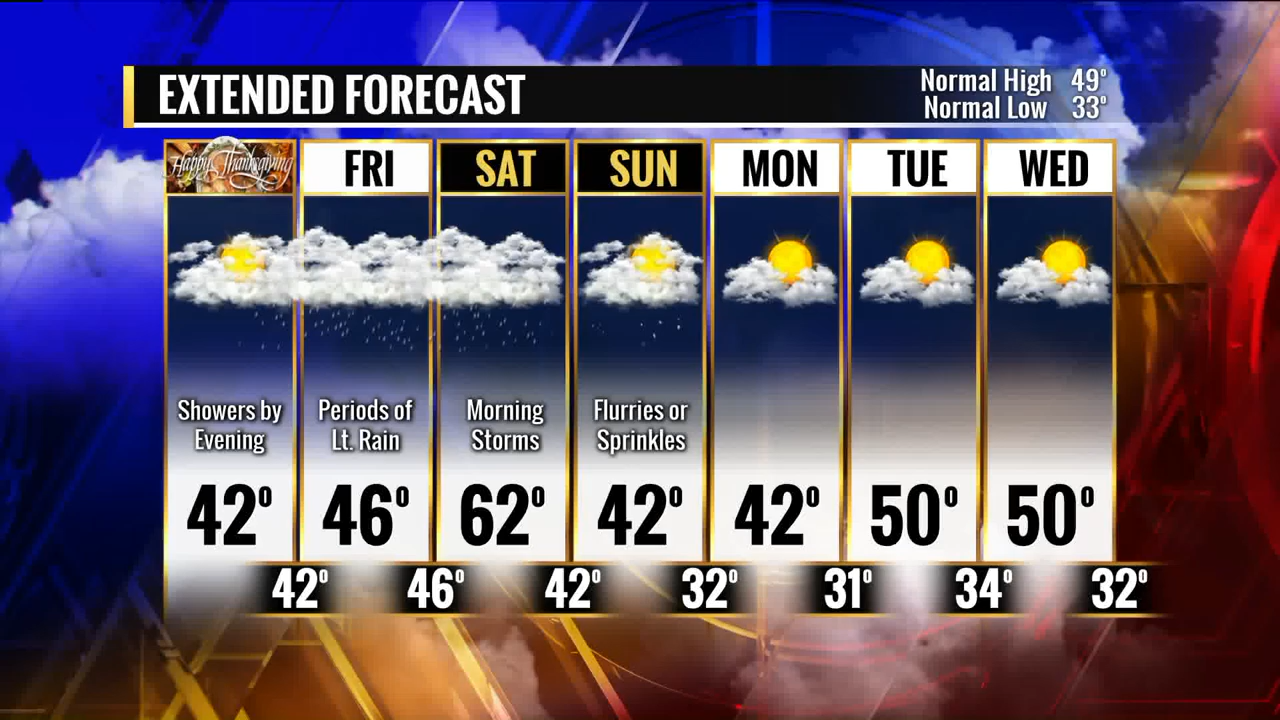 EXTENDED FORECAST
Normal High 49°
Normal Low 33°
Happy Thanksgiving
FRI
SAT
SUN
MON
TUE
WED
Showers by
Evening
Periods of
Lt. Rain
Morning
Storms
Flurries or
Sprinkles
42° 46° 62° 42° 42° 50° 50°
42° 46° 42° 32° 31° 34° 32°